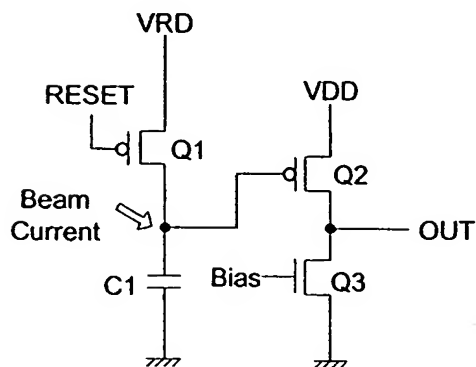 VRD
RESET
VDD
Q1
Q2
Beam
Current
OUT
C1
Bias
Q3